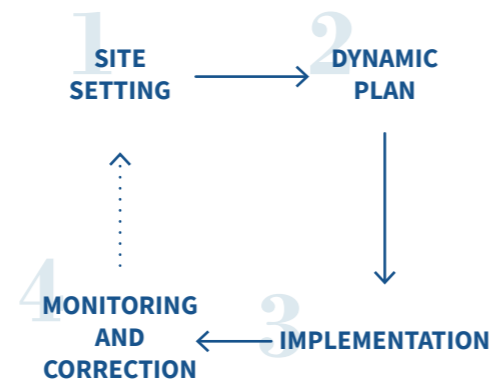 1
SITE
SETTING
2
DYNAMIC
PLAN
3
IMPLEMENTATION
4
MONITORING
AND
CORRECTION